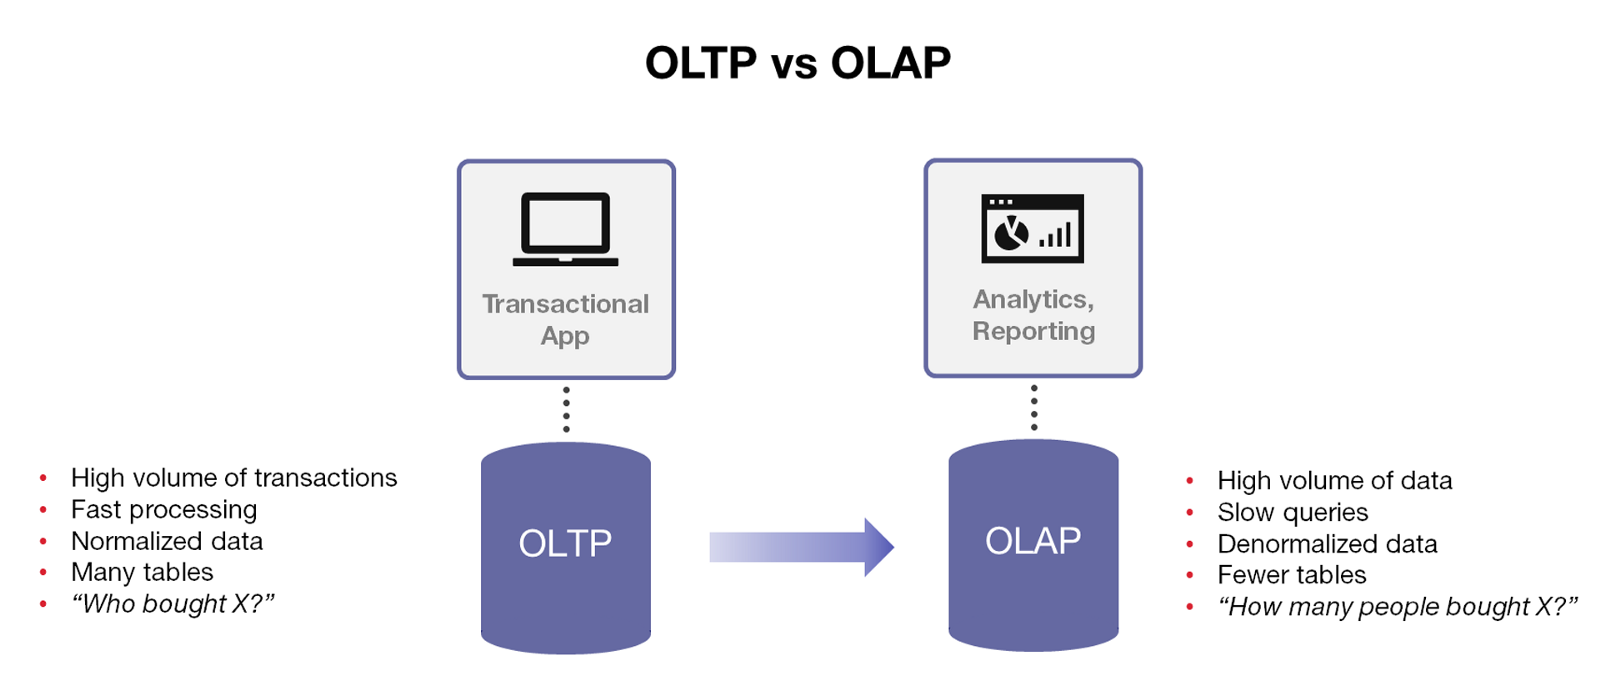 OLTP vs OLAP
Transactional
App
Analytics,
Reporting
• High volume of transactions
• Fast processing
• Normalized data
• Many tables
• “Who bought X?”
OLTP
OLAP
• High volume of data
• Slow queries
• Denormalized data
• Fewer tables
• “How many people bought X?”